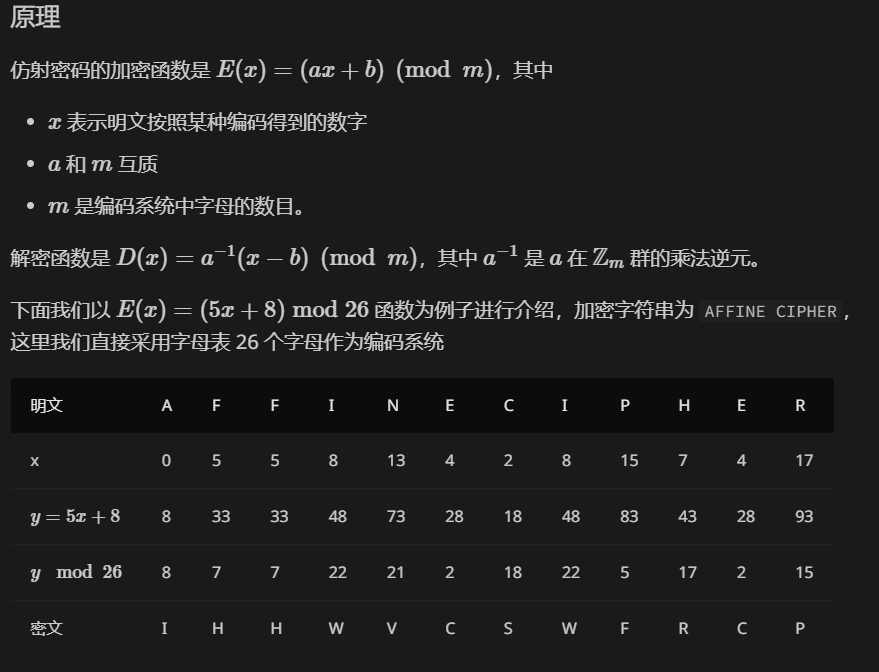 原理
仿射密码的加密函数是 E(x) = (ax + b) (mod m)，其中
• x 表示明文按照某种编码得到的数字
• a 和 m 互质
• m 是编码系统中字母的数目。
解密函数是 D(x) = a⁻¹(x − b) (mod m)，其中 a⁻¹ 是 a 在 ℤₘ 群的乘法逆元。
下面我们以 E(x) = (5x + 8) mod 26 函数为例子进行介绍，加密字符串为 AFFINE CIPHER ，
这里我们直接采用字母表 26 个字母作为编码系统
明文 A F F I N E C I P H E R
x 0 5 5 8 13 4 2 8 15 7 4 17
y = 5x + 8 8 33 33 48 73 28 18 48 83 43 28 93
y mod 26 8 7 7 22 21 2 18 22 5 17 2 15
密文 I H H W V C S W F R C P